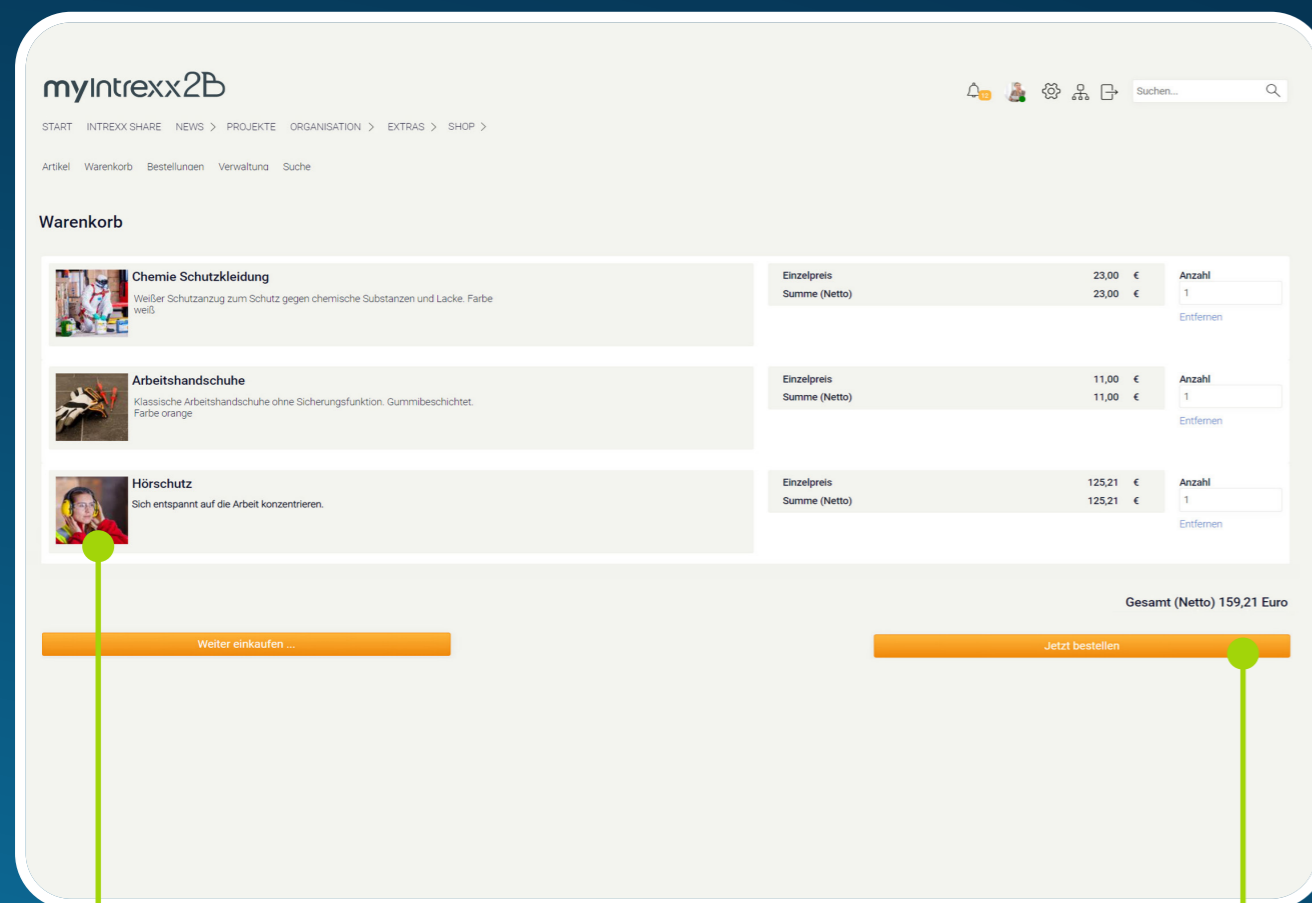 myIntrexx2B
Suchen...
START INTREXX SHARE NEWS > PROJEKTE ORGANISATION > EXTRAS > SHOP >
Artikel Warenkorb Bestellungen Verwaltung Suche
Warenkorb
Chemie Schutzkleidung
Weißer Schutzanzug zum Schutz gegen chemische Substanzen und Lacke. Farbe
weiß
Einzelpreis 23,00 €
Summe (Netto) 23,00 €
Anzahl
1
Entfernen
Arbeitshandschuhe
Klassische Arbeitshandschuhe ohne Sicherungsfunktion. Gummibeschichtet.
Farbe orange
Einzelpreis 11,00 €
Summe (Netto) 11,00 €
Anzahl
1
Entfernen
Hörschutz
Sich entspannt auf die Arbeit konzentrieren.
Einzelpreis 125,21 €
Summe (Netto) 125,21 €
Anzahl
1
Entfernen
Gesamt (Netto) 159,21 Euro
Weiter einkaufen ...
Jetzt bestellen